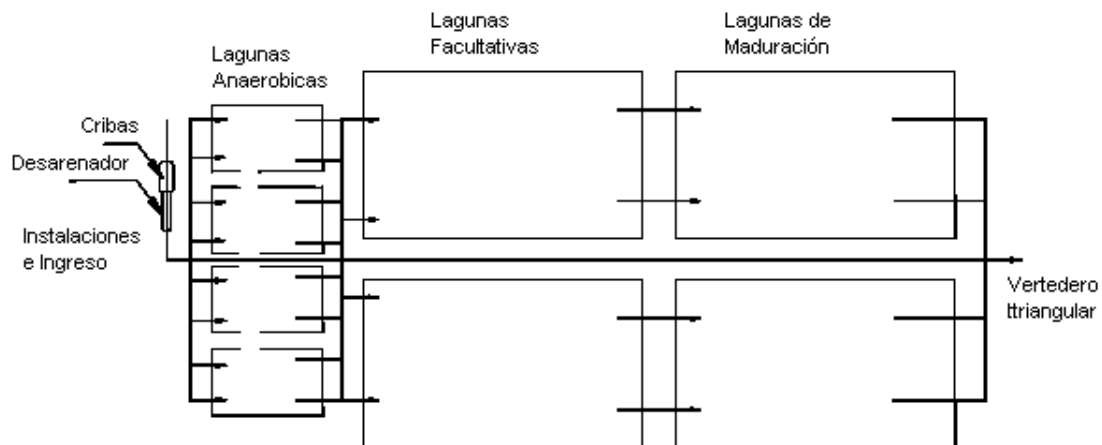 Lagunas
Facultativas
Lagunas de
Maduración
Lagunas
Anaerobicas
Cribas
Desarenador
Instalaciones
e Ingreso
Vertedero
ttriangular